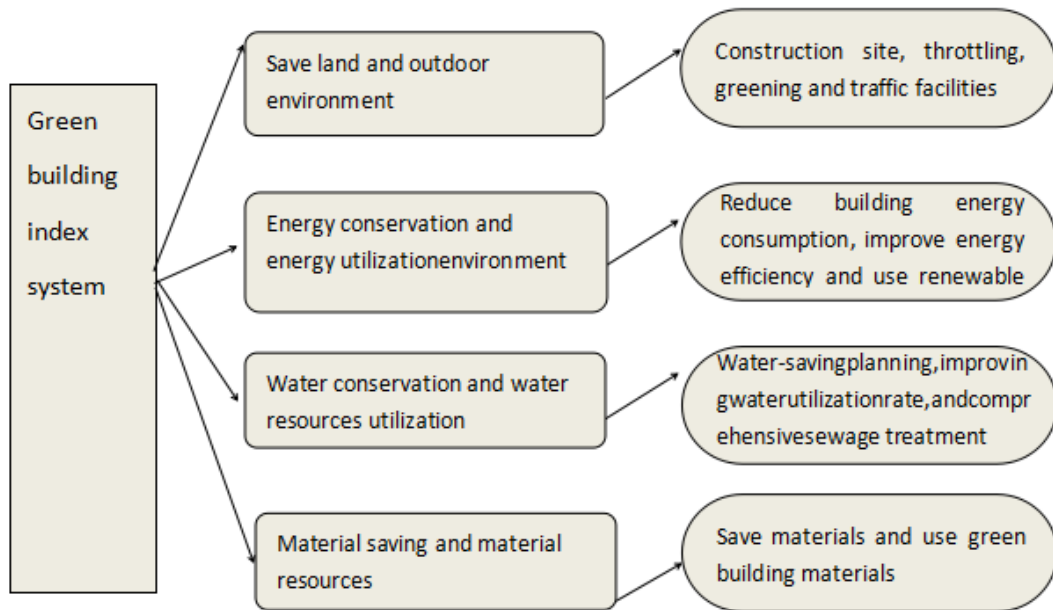 Green
building
index
system
Save land and outdoor
environment
Construction site, throttling,
greening and traffic facilities
Energy conservation and
energy utilizationenvironment
Reduce building energy
consumption, improve energy
efficiency and use renewable
Water conservation and water
resources utilization
Water-savingplanning,improvin
gwaterutilizationrate,andcompr
ehensivesewage treatment
Material saving and material
resources
Save materials and use green
building materials